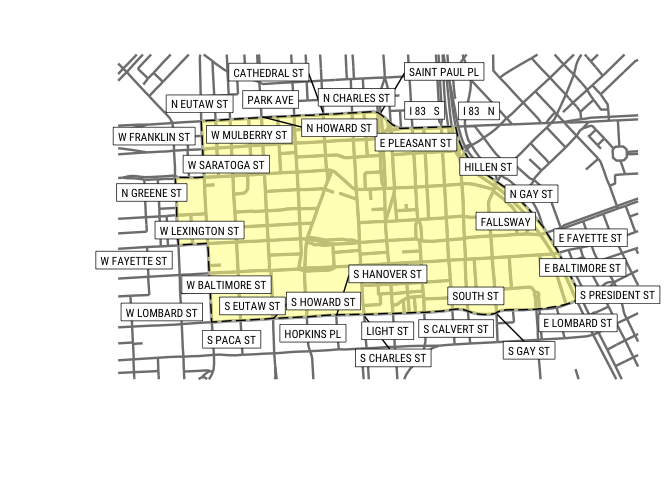 CATHEDRAL ST
SAINT PAUL PL
N EUTAW ST
PARK AVE
N CHARLES ST
I 83 S
I 83 N
W FRANKLIN ST
W MULBERRY ST
N HOWARD ST
E PLEASANT ST
W SARATOGA ST
HILLEN ST
N GREENE ST
N GAY ST
FALLSWAY
W LEXINGTON ST
E FAYETTE ST
W FAYETTE ST
E BALTIMORE ST
S HANOVER ST
W BALTIMORE ST
SOUTH ST
S PRESIDENT ST
S EUTAW ST
S HOWARD ST
W LOMBARD ST
E LOMBARD ST
S PACA ST
HOPKINS PL
LIGHT ST
S CALVERT ST
S CHARLES ST
S GAY ST